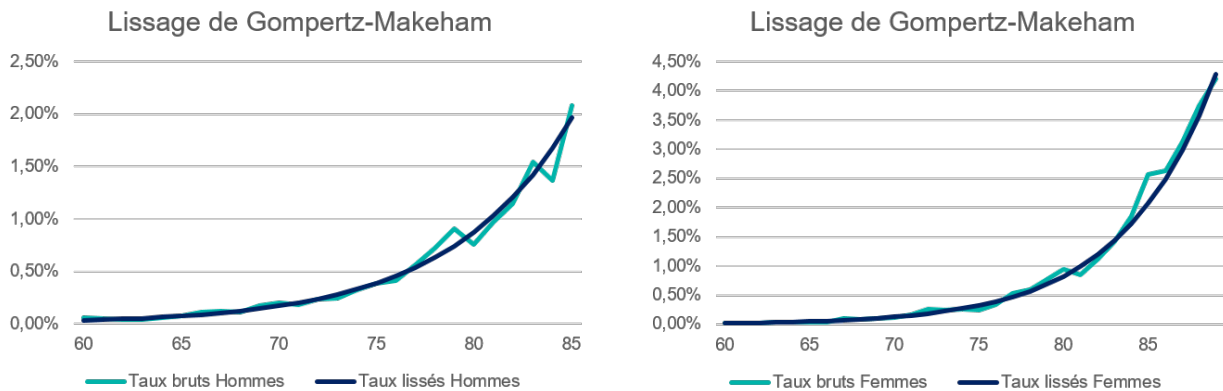 Lissage de Gompertz-Makeham
2,50%
2,00%
1,50%
1,00%
0,50%
0,00%
60 65 70 75 80 85
Taux bruts Hommes Taux lissés Hommes
Lissage de Gompertz-Makeham
4,50%
4,00%
3,50%
3,00%
2,50%
2,00%
1,50%
1,00%
0,50%
0,00%
60 65 70 75 80 85
Taux bruts Femmes Taux lissés Femmes